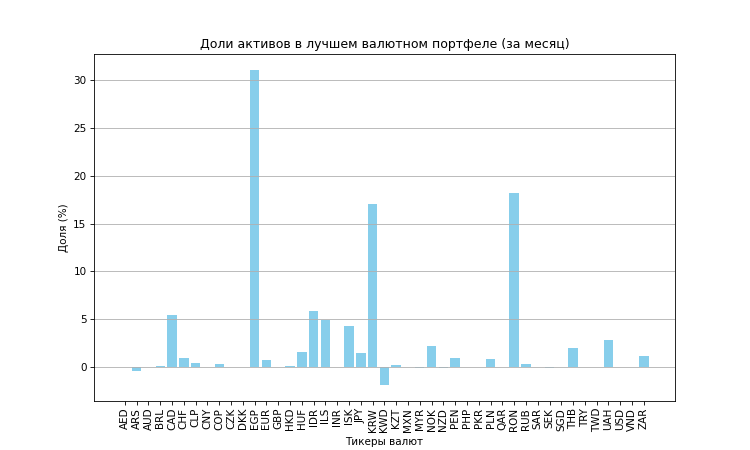 Доли активов в лучшем валютном портфеле (за месяц)
Доля (%)
30
25
20
15
10
5
0
AED
ARS
AUD
BRL
CAD
CHF
CLP
CNY
COP
CZK
DKK
EGP
EUR
GBP
HKD
HUF
IDR
ILS
INR
ISK
JPY
KRW
KWD
KZT
MXN
MYR
NOK
NZD
PEN
PHP
PKR
PLN
QAR
RON
RUB
SAR
SEK
SGD
THB
TRY
TWD
UAH
USD
VND
ZAR
Тикеры валют